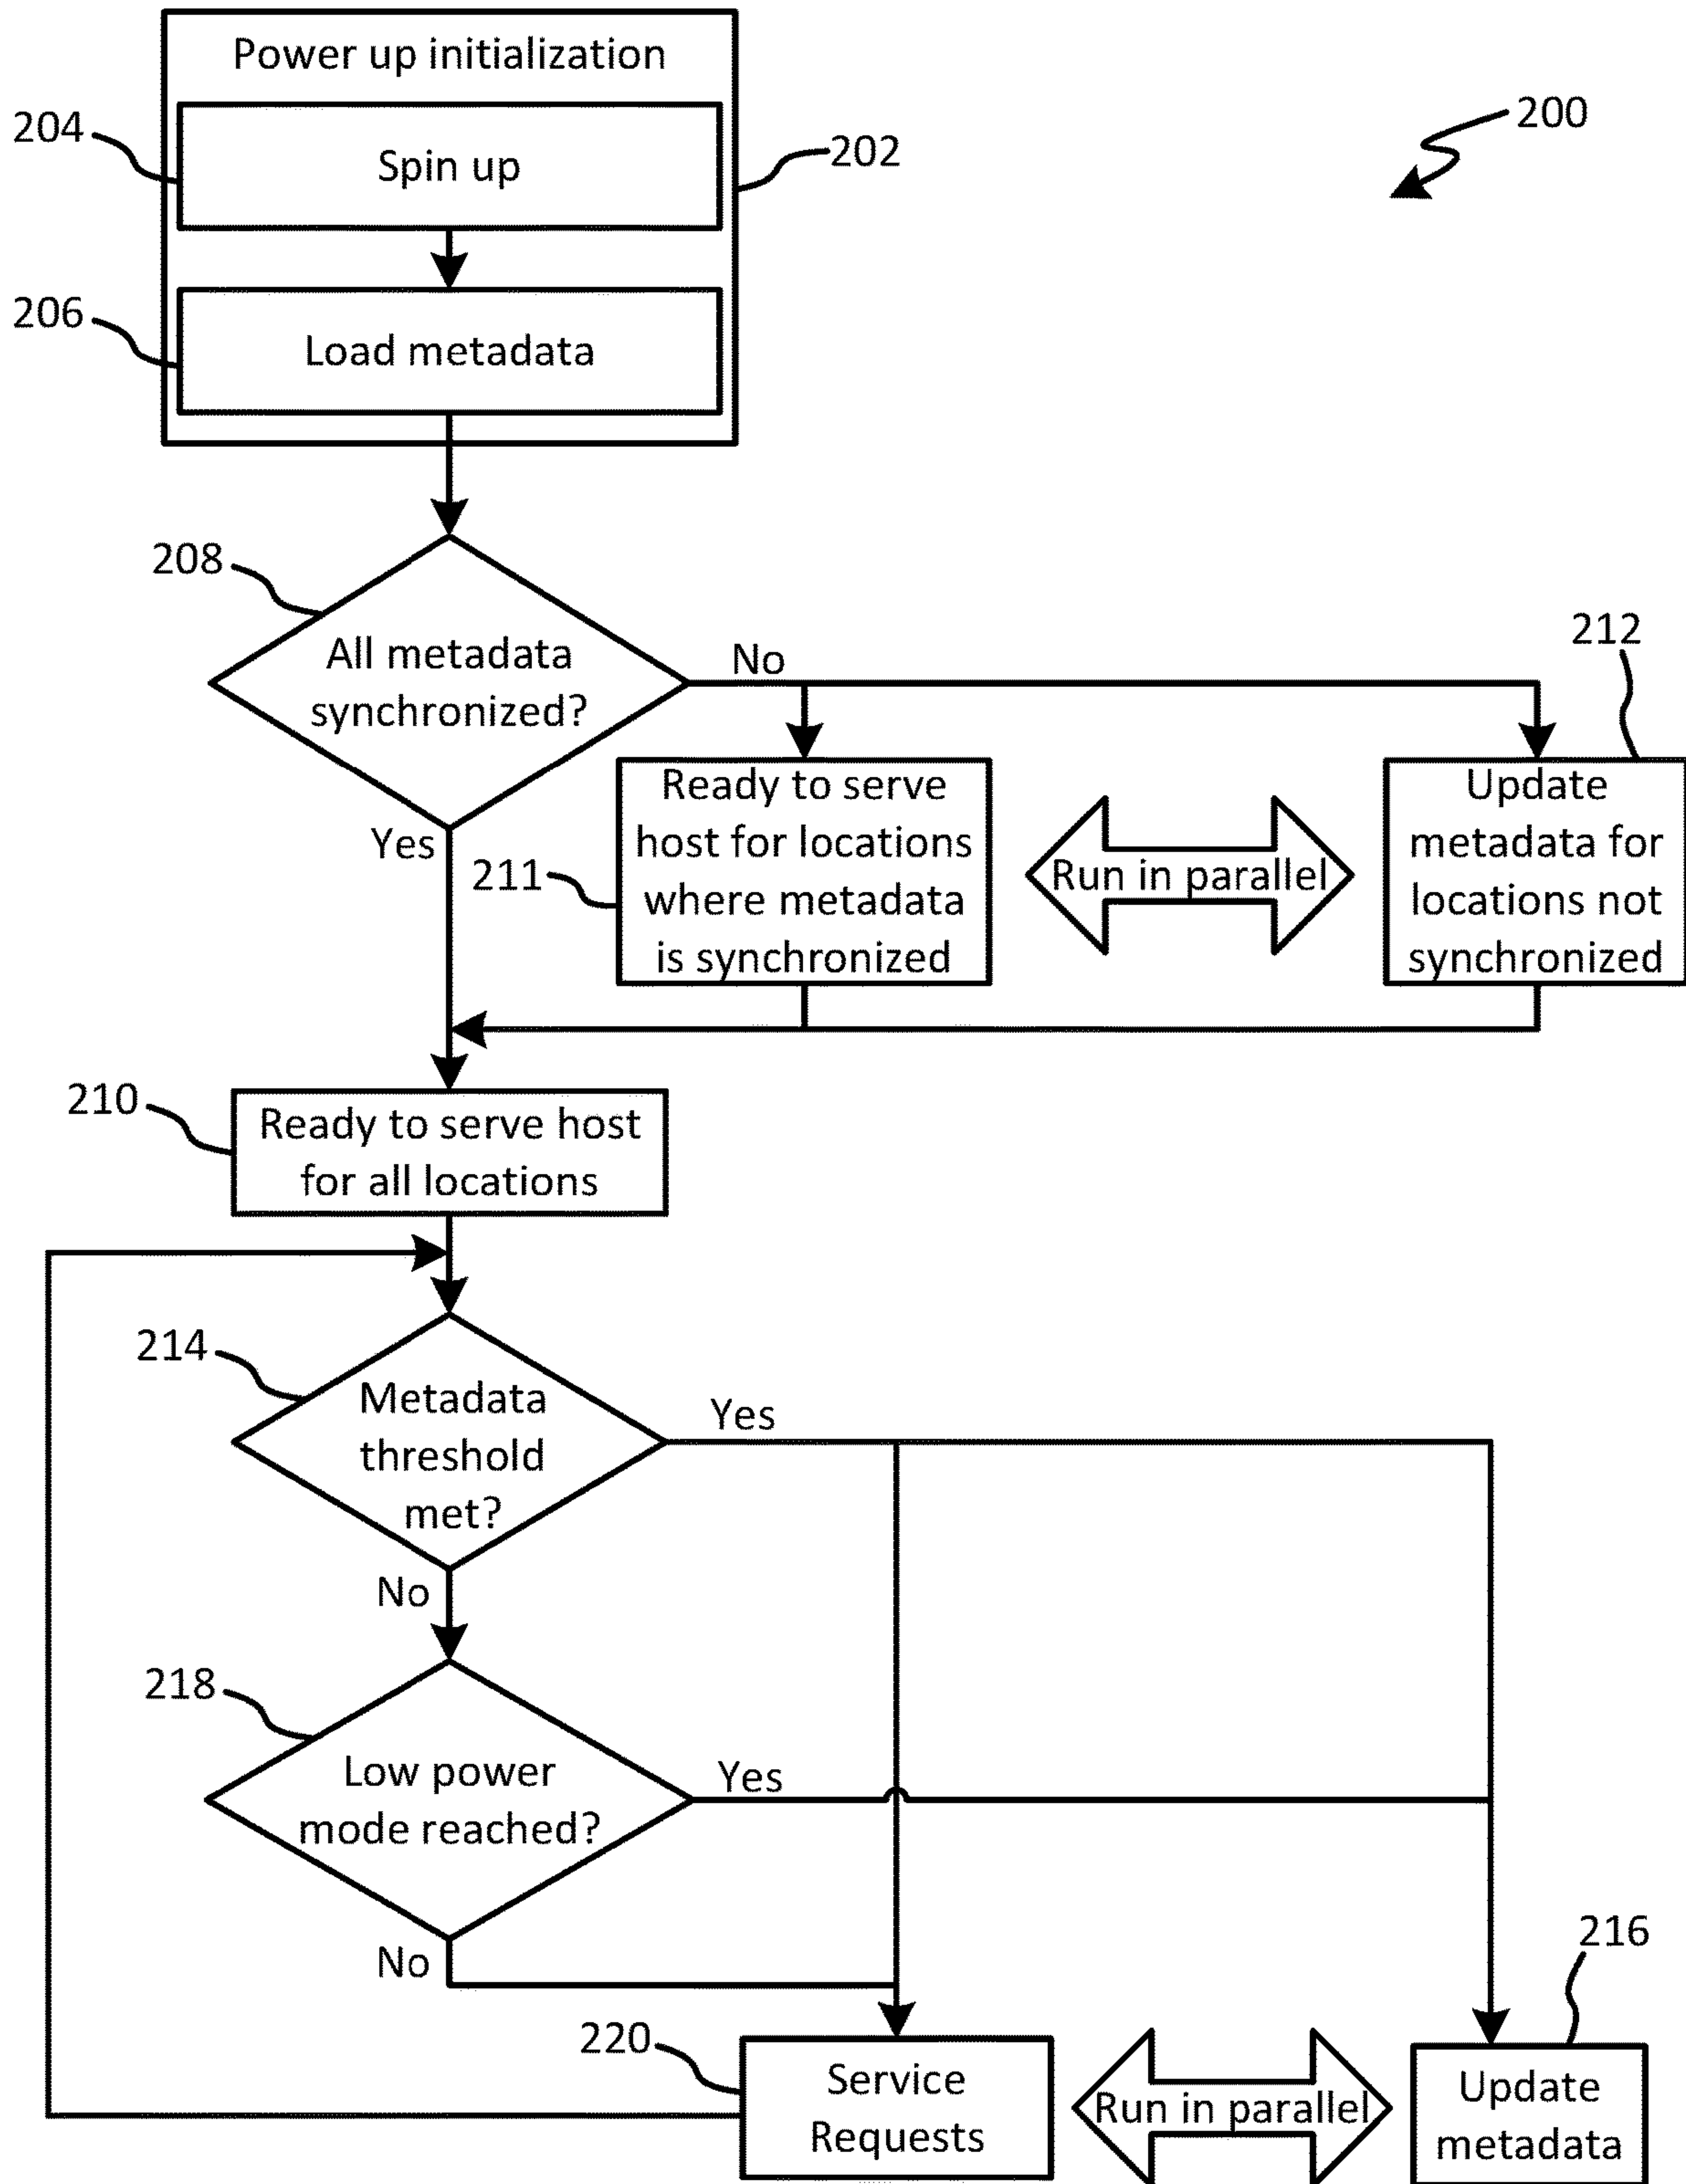 Power up initialization
200
204
Spin up
202
206
Load metadata
208
All metadata
synchronized?
No
212
Yes
211
Ready to serve
host for locations
where metadata
is synchronized
Run in parallel
Update
metadata for
locations not
synchronized
210
Ready to serve host
for all locations
214
Metadata
threshold
met?
Yes
No
218
Low power
mode reached?
Yes
No
216
220
Service
Requests
Run in parallel
Update
metadata